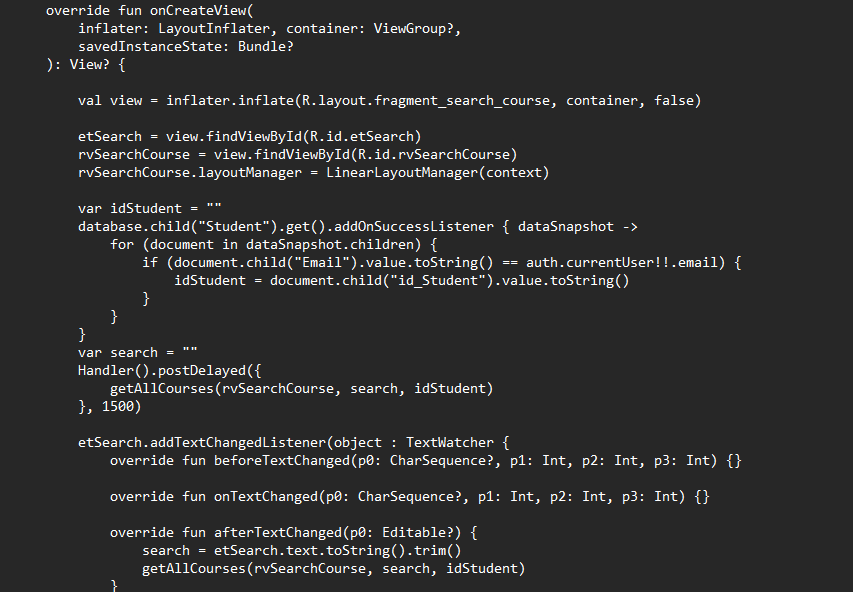 override fun onCreateView(
inflater: LayoutInflater, container: ViewGroup?,
savedInstanceState: Bundle?
): View? {
val view = inflater.inflate(R.layout.fragment_search_course, container, false)
etSearch = view.findViewById(R.id.etSearch)
rvSearchCourse = view.findViewById(R.id.rvSearchCourse)
rvSearchCourse.layoutManager = LinearLayoutManager(context)
var idStudent = ""
database.child("Student").get().addOnSuccessListener { dataSnapshot ->
for (document in dataSnapshot.children) {
if (document.child("Email").value.toString() == auth.currentUser!!.email) {
idStudent = document.child("id_Student").value.toString()
}
}
}
var search = ""
Handler().postDelayed({
getAllCourses(rvSearchCourse, search, idStudent)
}, 1500)
etSearch.addTextChangedListener(object : TextWatcher {
override fun beforeTextChanged(p0: CharSequence?, p1: Int, p2: Int, p3: Int) {}
override fun onTextChanged(p0: CharSequence?, p1: Int, p2: Int, p3: Int) {}
override fun afterTextChanged(p0: Editable?) {
search = etSearch.text.toString().trim()
getAllCourses(rvSearchCourse, search, idStudent)
}